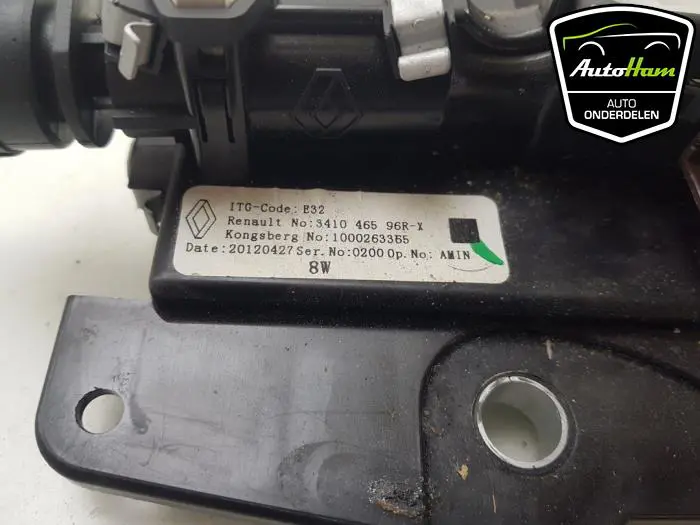 AutoHam
AUTO
ONDERDELEN
ITG-Code: E32
Renault No:3410 465 96R-X
Kongsberg No:1000263365
Date:20120427 Ser.No:0200 Op.No: AMIN
8W